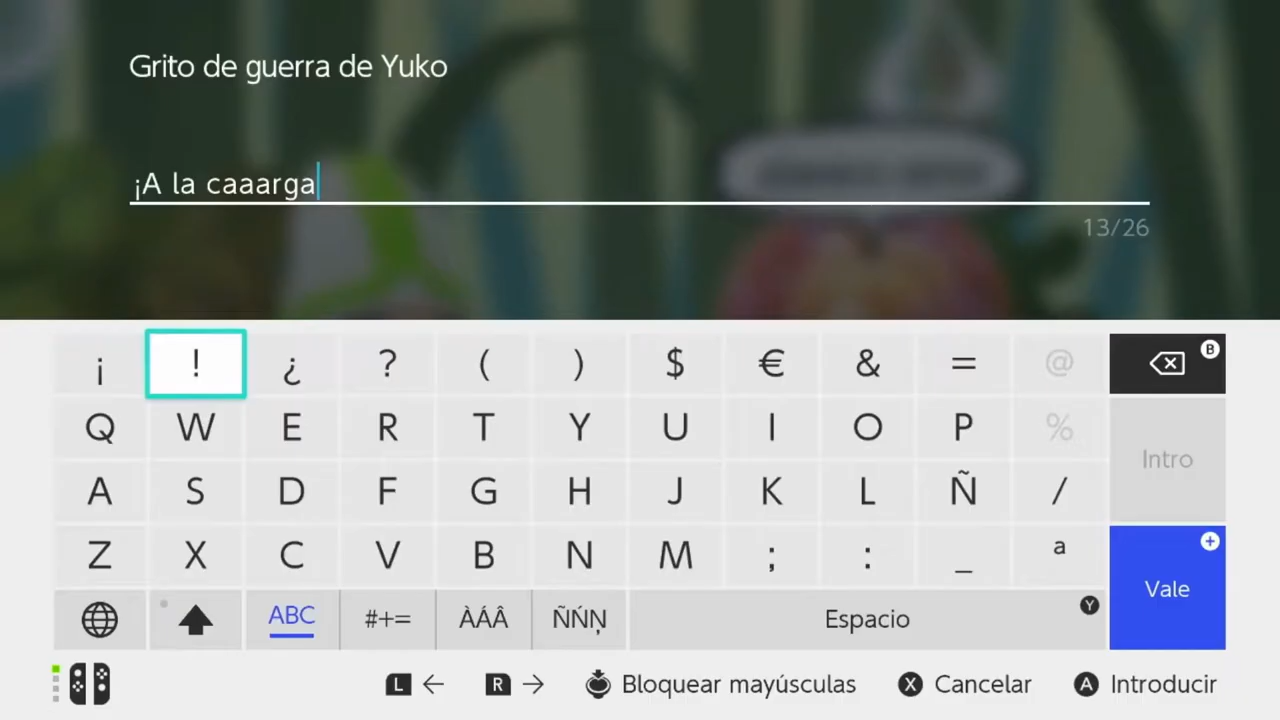 Grito de guerra de Yuko
¡A la caaarga
13/26
¡ ! ¿ ? ( ) $ € & = @ B
Q W E R T Y U I O P %
Intro
A S D F G H J K L Ñ /
Z X C V B N M ; : _ ª
+
Vale
ABC #+= ÀÁÂ ÑŃŅ Espacio Y
L ← R → Bloquear mayúsculas X Cancelar A Introducir